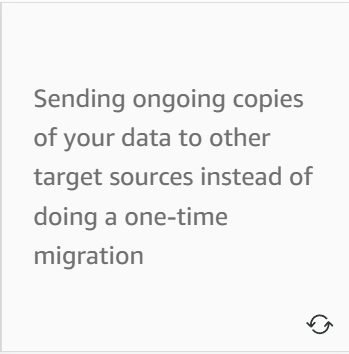 Sending ongoing copies
of your data to other
target sources instead of
doing a one-time
migration